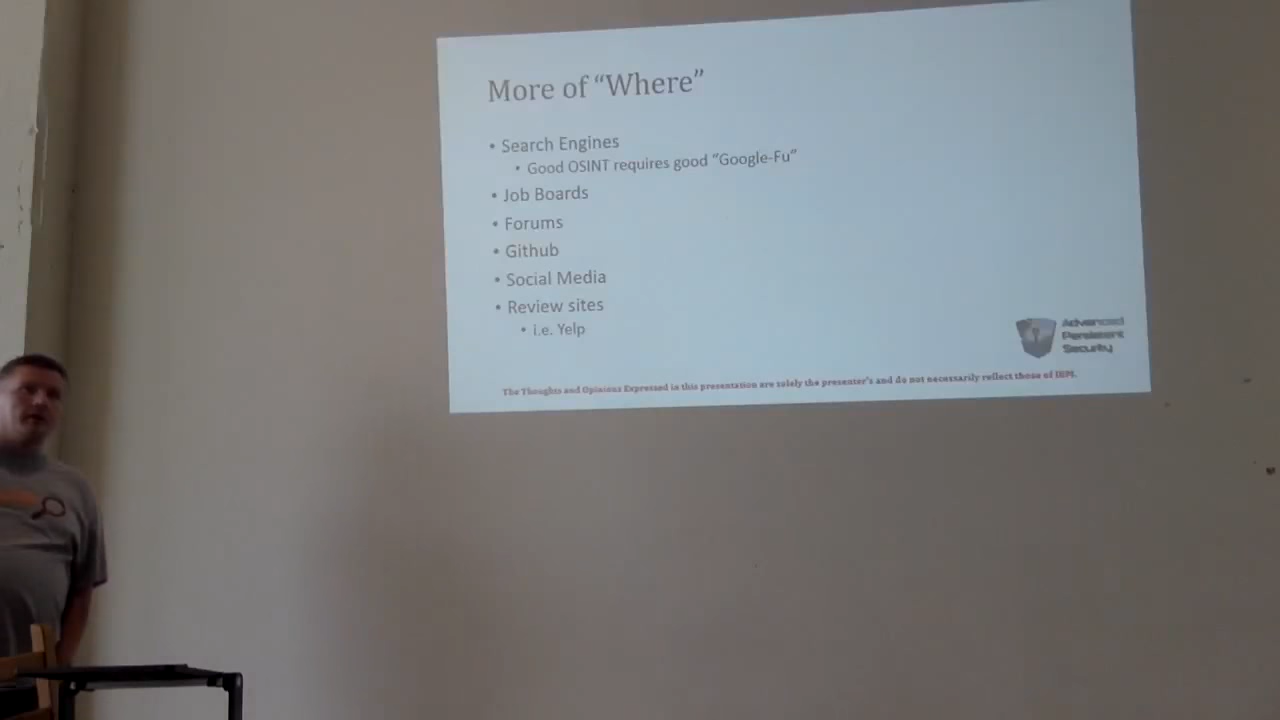 More of “Where”
• Search Engines
• Good OSINT requires good “Google-Fu”
• Job Boards
• Forums
• Github
• Social Media
• Review sites
• i.e. Yelp
Advanced
Persistent
Security
The Thoughts and Opinions Expressed in this presentation are solely the presenter's and do not necessarily reflect those of IBM.